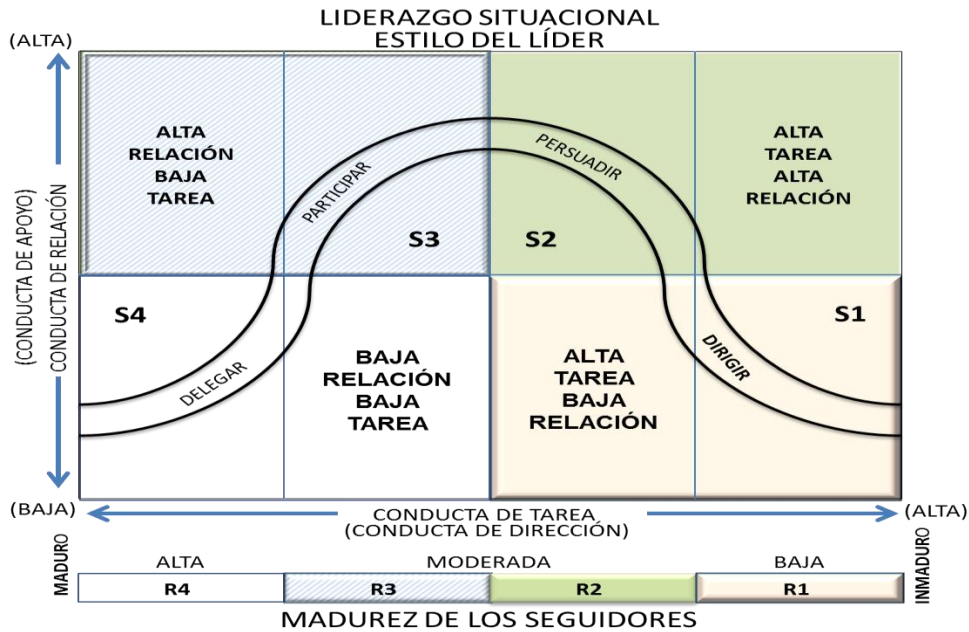 LIDERAZGO SITUACIONAL
ESTILO DEL LÍDER
(ALTA)
(CONDUCTA DE APOYO)
CONDUCTA DE RELACIÓN
ALTA
RELACIÓN
BAJA
TAREA
PARTICIPAR
S3
PERSUADIR
S2
ALTA
TAREA
ALTA
RELACIÓN
S4
DELEGAR
BAJA
RELACIÓN
BAJA
TAREA
ALTA
TAREA
BAJA
RELACIÓN
DIRIGIR
S1
(BAJA)
CONDUCTA DE TAREA
(CONDUCTA DE DIRECCIÓN)
(ALTA)
MADURO
ALTA
MODERADA
BAJA
INMADURO
R4
R3
R2
R1
MADUREZ DE LOS SEGUIDORES